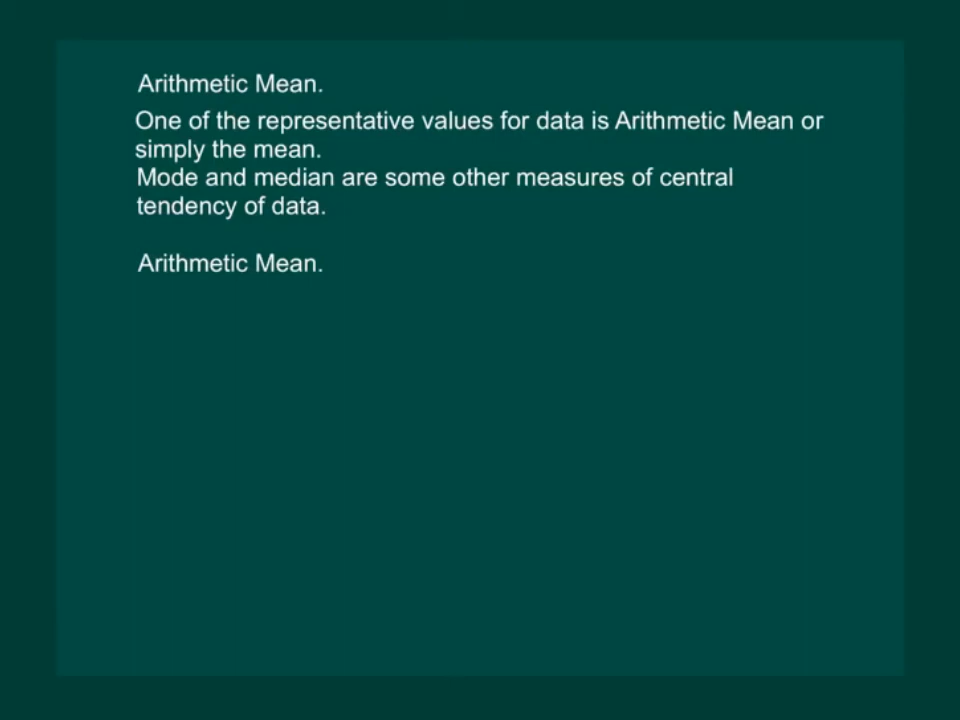 Arithmetic Mean.
One of the representative values for data is Arithmetic Mean or
simply the mean.
Mode and median are some other measures of central
tendency of data.
Arithmetic Mean.